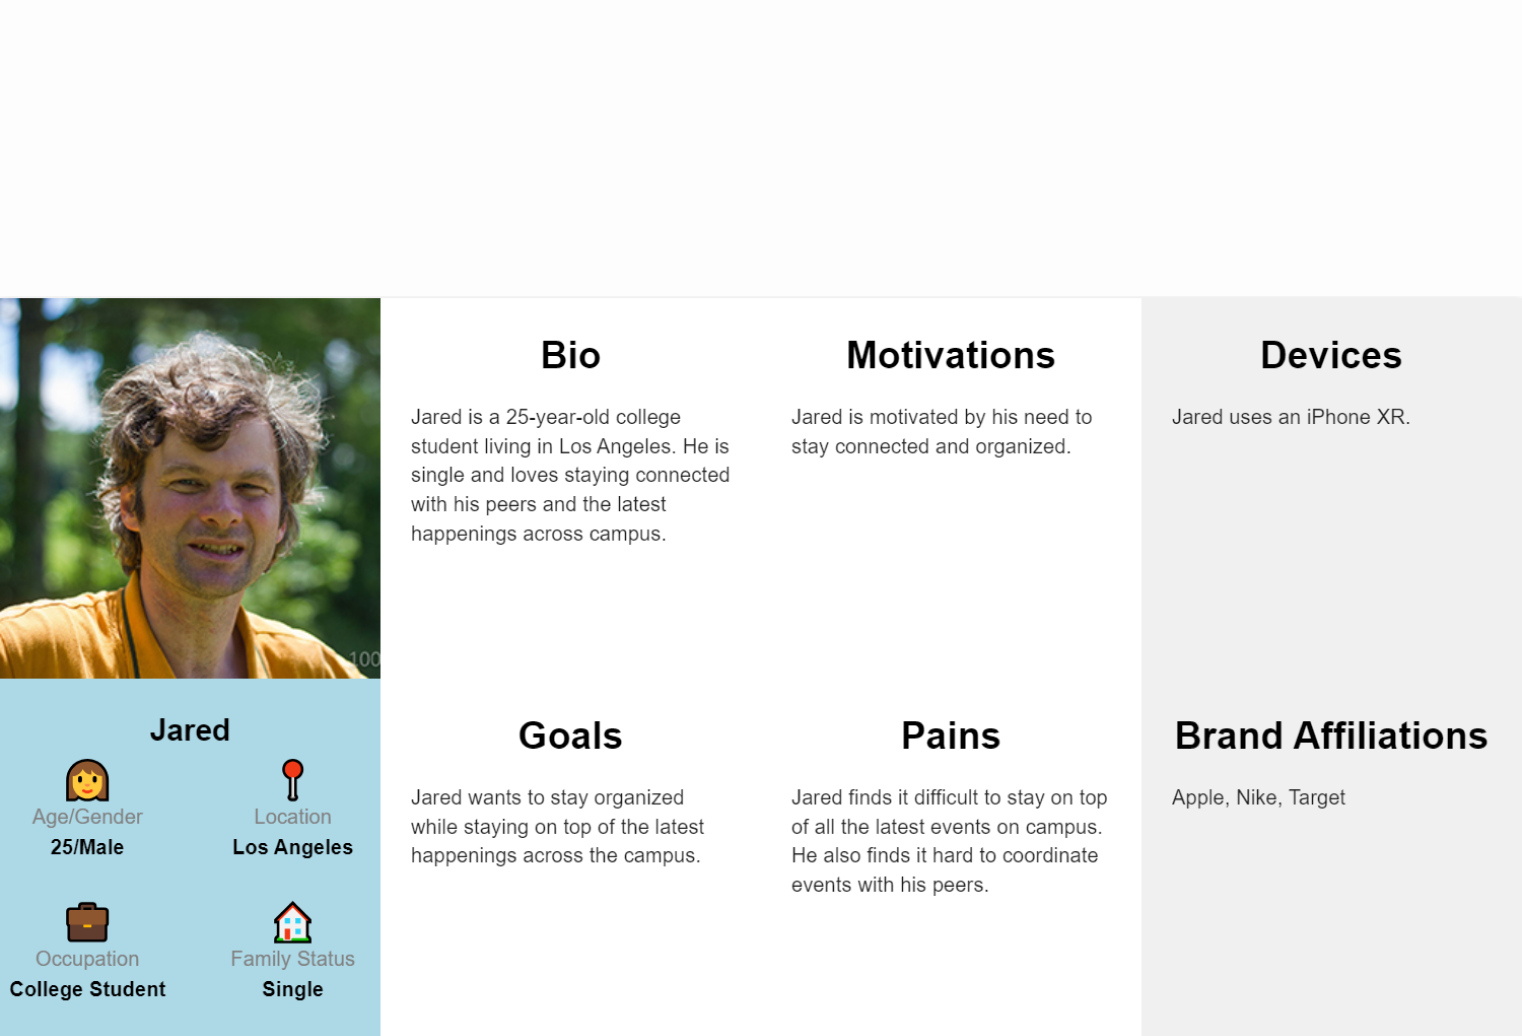 Bio
Jared is a 25-year-old college
student living in Los Angeles. He is
single and loves staying connected
with his peers and the latest
happenings across campus.
Motivations
Jared is motivated by his need to
stay connected and organized.
Devices
Jared uses an iPhone XR.
100
Jared
Age/Gender
25/Male
Location
Los Angeles
Occupation
College Student
Family Status
Single
Goals
Jared wants to stay organized
while staying on top of the latest
happenings across the campus.
Pains
Jared finds it difficult to stay on top
of all the latest events on campus.
He also finds it hard to coordinate
events with his peers.
Brand Affiliations
Apple, Nike, Target